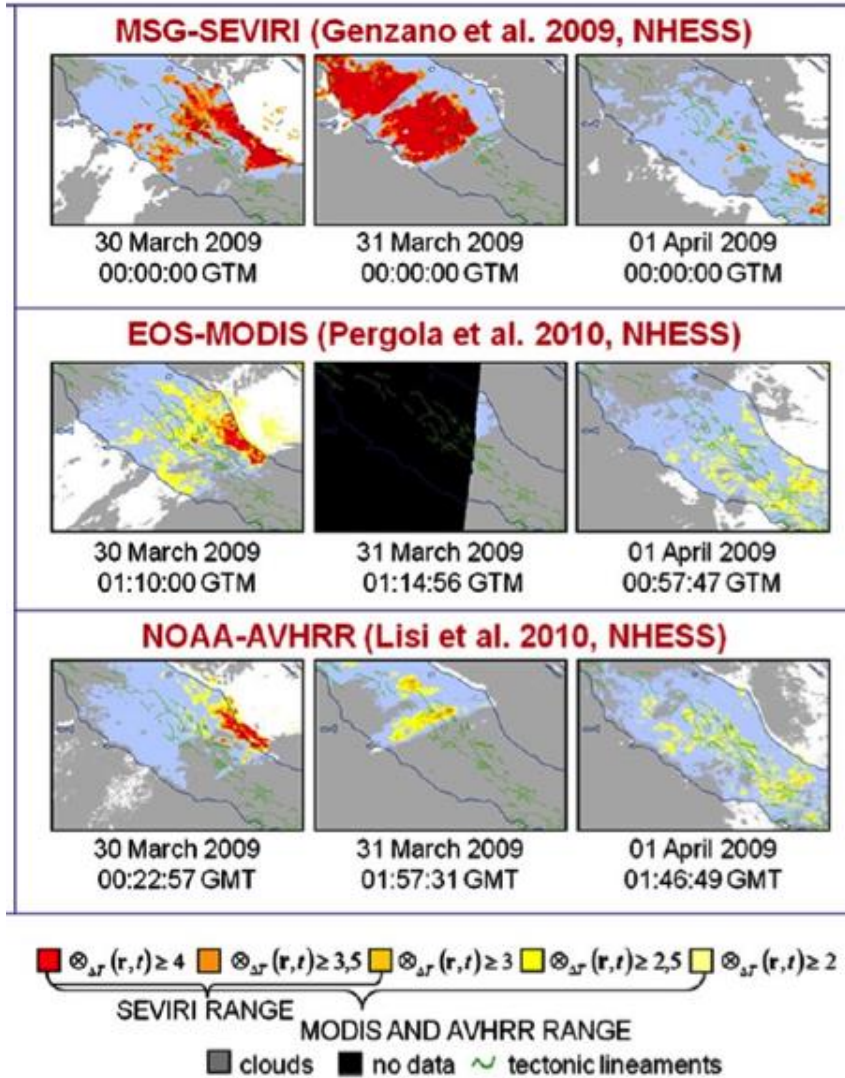 MSG-SEVIRI (Genzano et al. 2009, NHESS)
30 March 2009 31 March 2009 01 April 2009
00:00:00 GTM 00:00:00 GTM 00:00:00 GTM
EOS-MODIS (Pergola et al. 2010, NHESS)
30 March 2009 31 March 2009 01 April 2009
01:10:00 GTM 01:14:56 GTM 00:57:47 GTM
NOAA-AVHRR (Lisi et al. 2010, NHESS)
30 March 2009 31 March 2009 01 April 2009
00:22:57 GMT 01:57:31 GMT 01:46:49 GMT
⊗ΔT (r,t) ≥ 4 ⊗ΔT (r,t) ≥ 3,5 ⊗ΔT (r,t) ≥ 3 ⊗ΔT (r,t) ≥ 2,5 ⊗ΔT (r,t) ≥ 2
SEVIRI RANGE
MODIS AND AVHRR RANGE
clouds no data tectonic lineaments